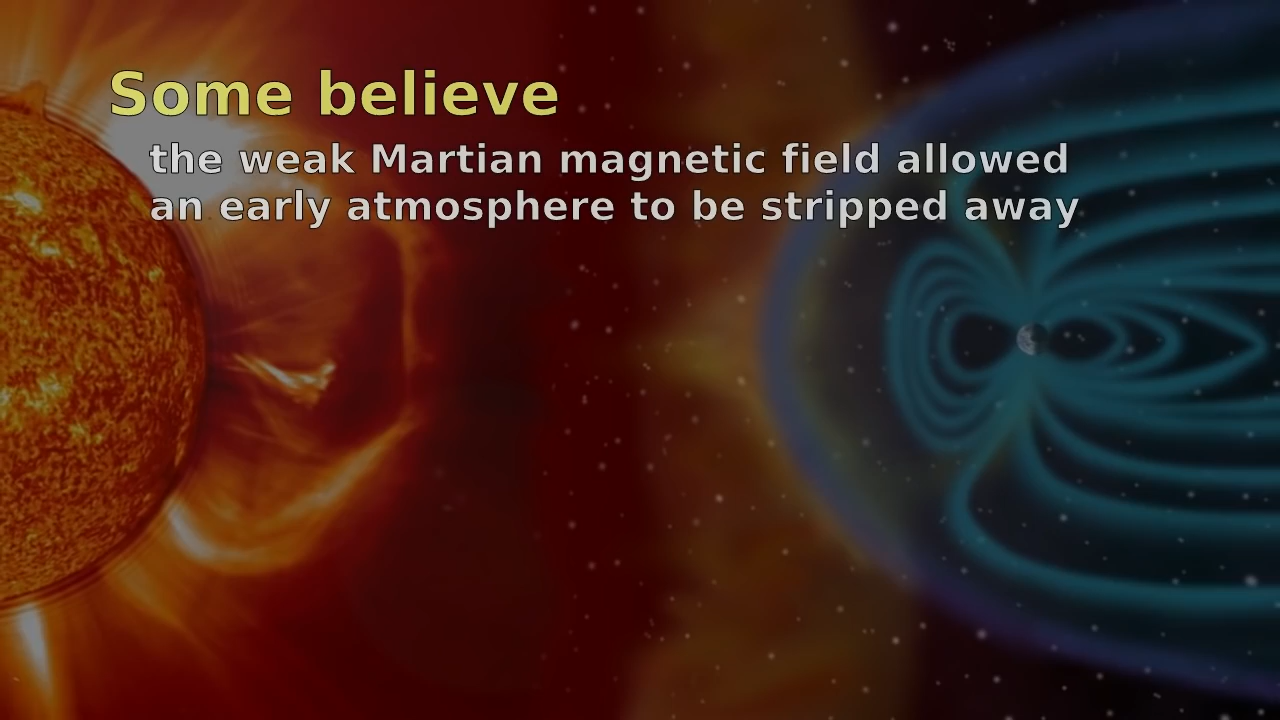 Some believe
the weak Martian magnetic field allowed
an early atmosphere to be stripped away